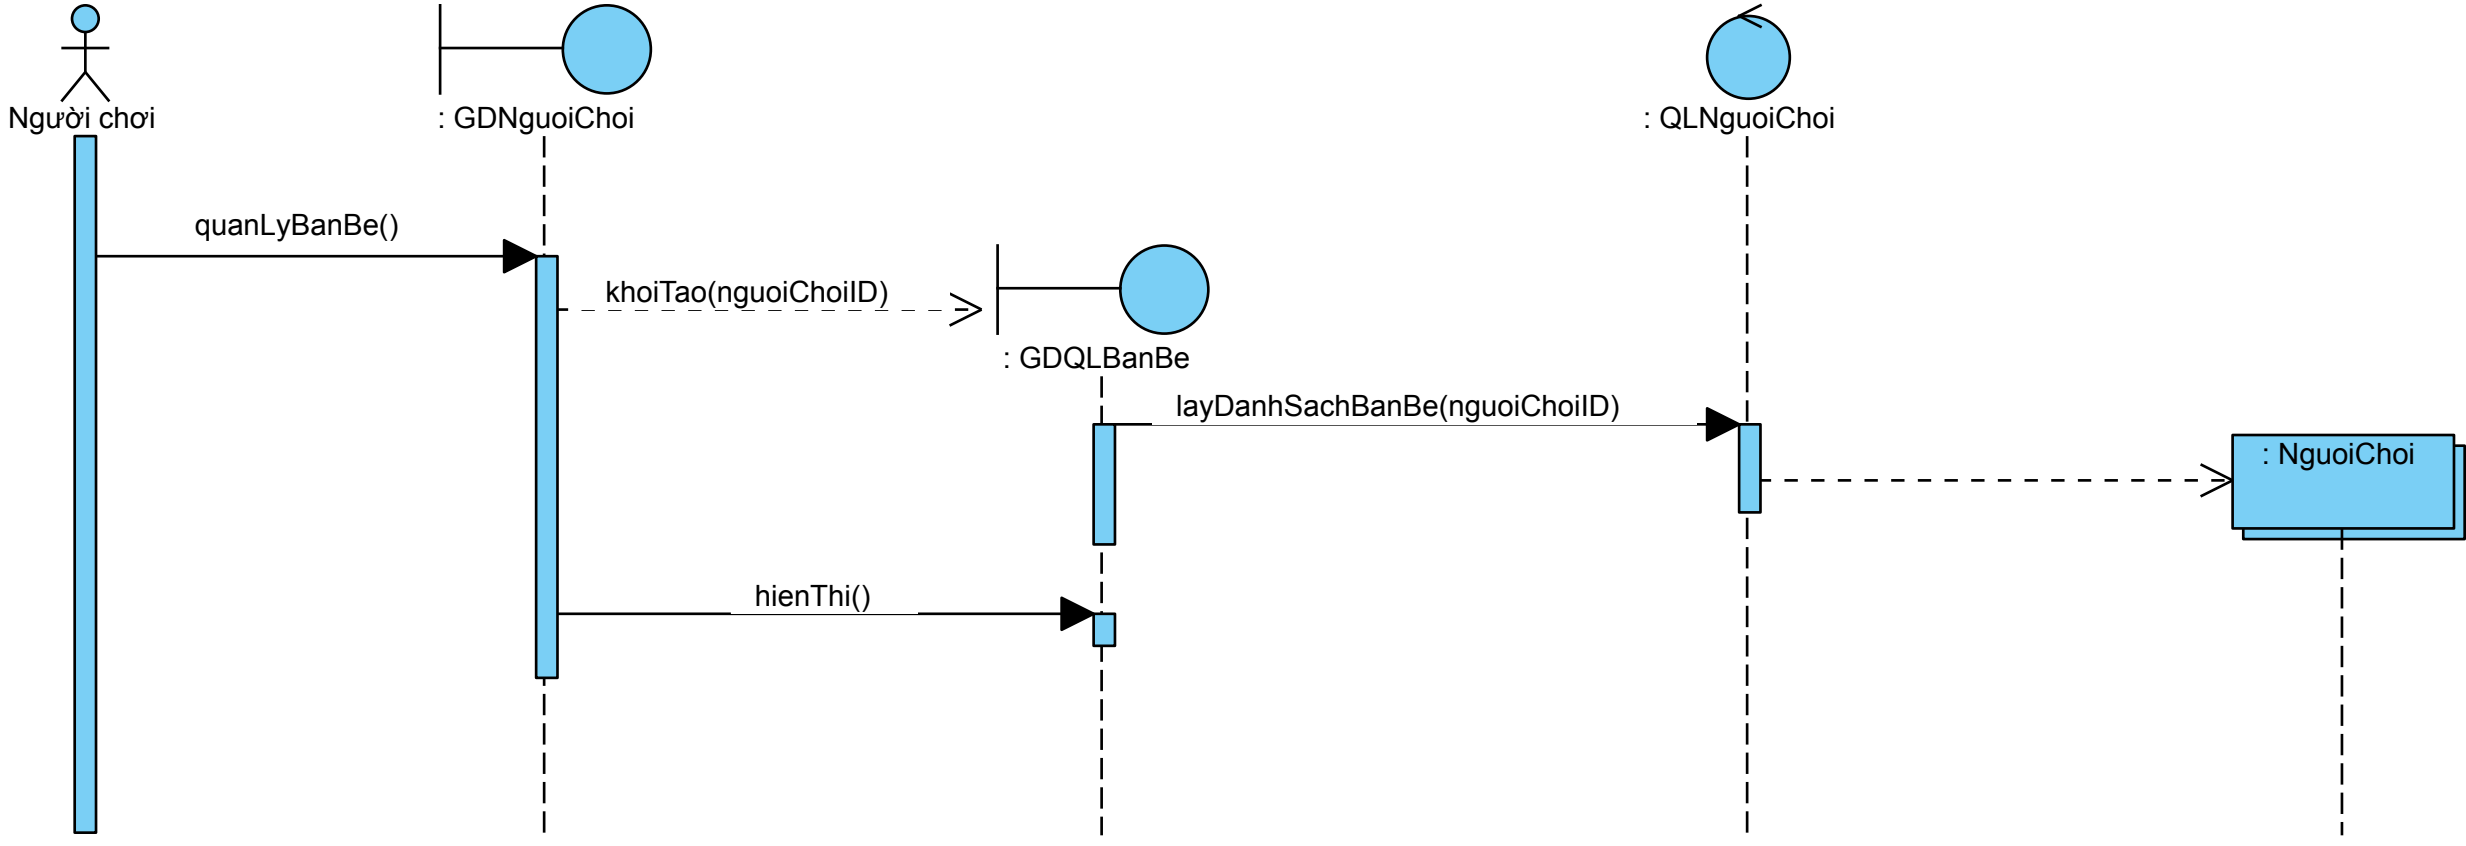 Người chơi
: GDNguoiChoi
: QLNguoiChoi
quanLyBanBe()
khoiTao(nguoiChoiID)
: GDQLBanBe
layDanhSachBanBe(nguoiChoiID)
: NguoiChoi
hienThi()